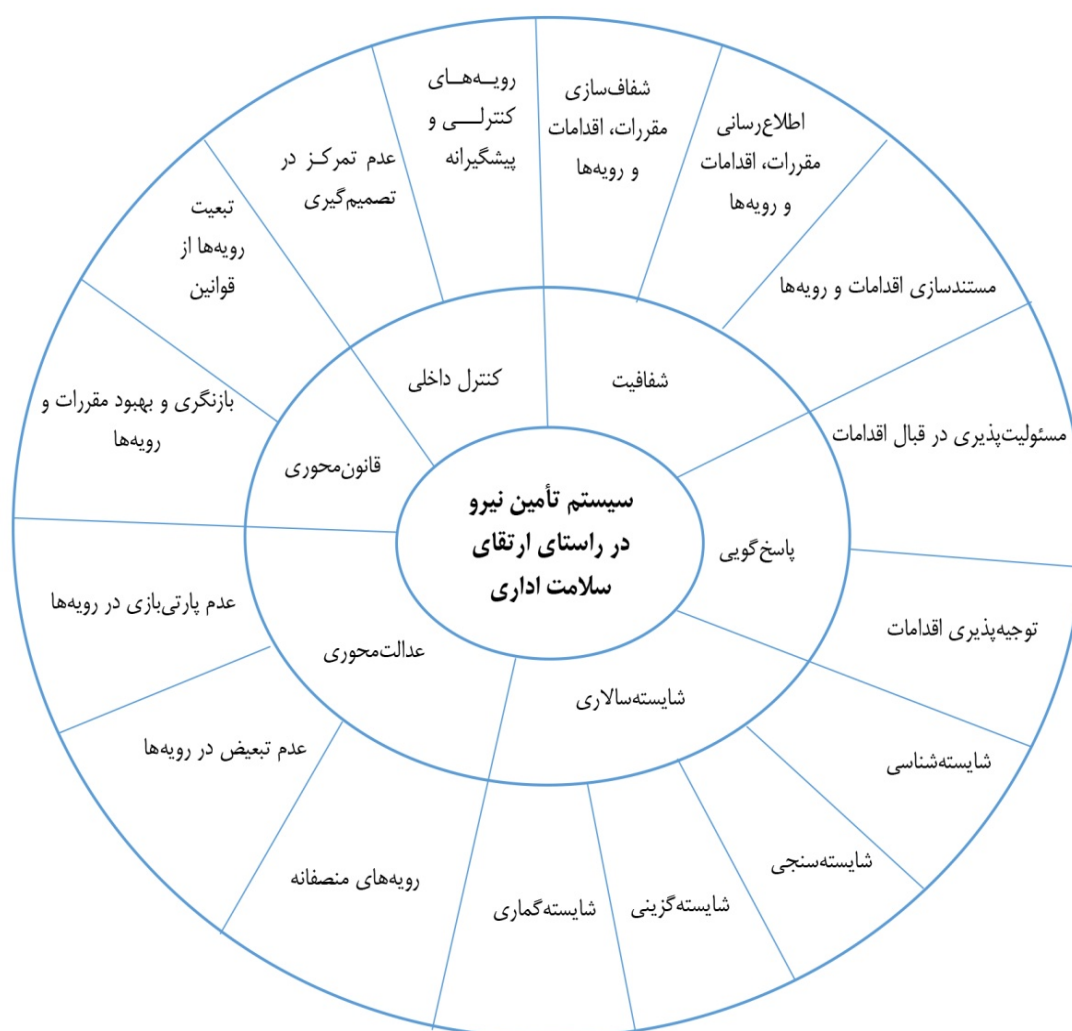 رویــه‌هــای
کنترلــی و
پیشگیرانه
شفاف‌سازی
مقررات، اقدامات
و رویه‌ها
اطلاع‌رسانی
مقررات، اقدامات
و رویه‌ها
مستندسازی اقدامات و رویه‌ها
مسئولیت‌پذیری در قبال اقدامات
توجیه‌پذیری اقدامات
شایسته‌شناسی
شایسته‌سنجی
شایسته‌گزینی
شایسته‌گماری
رویه‌های منصفانه
عدم تبعیض در رویه‌ها
عدم پارتی‌بازی در رویه‌ها
بازنگری و بهبود مقررات و
رویه‌ها
تبعیت
رویه‌ها از
قوانین
عدم تمرکز در
تصمیم‌گیری
شفافیت
پاسخ‌گویی
شایسته‌سالاری
عدالت‌محوری
قانون‌محوری
کنترل داخلی
سیستم تأمین نیرو
در راستای ارتقای
سلامت اداری